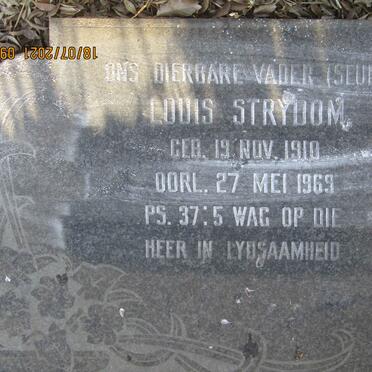 18/07/2021 09
ONS DIERBARE VADER (SEUN
LOUIS STRYDOM
GEB. 19 NOV. 1910
OORL. 27 MEI 1969
PS. 37:5 WAG OP DIE
HEER IN LYDSAAMHEID